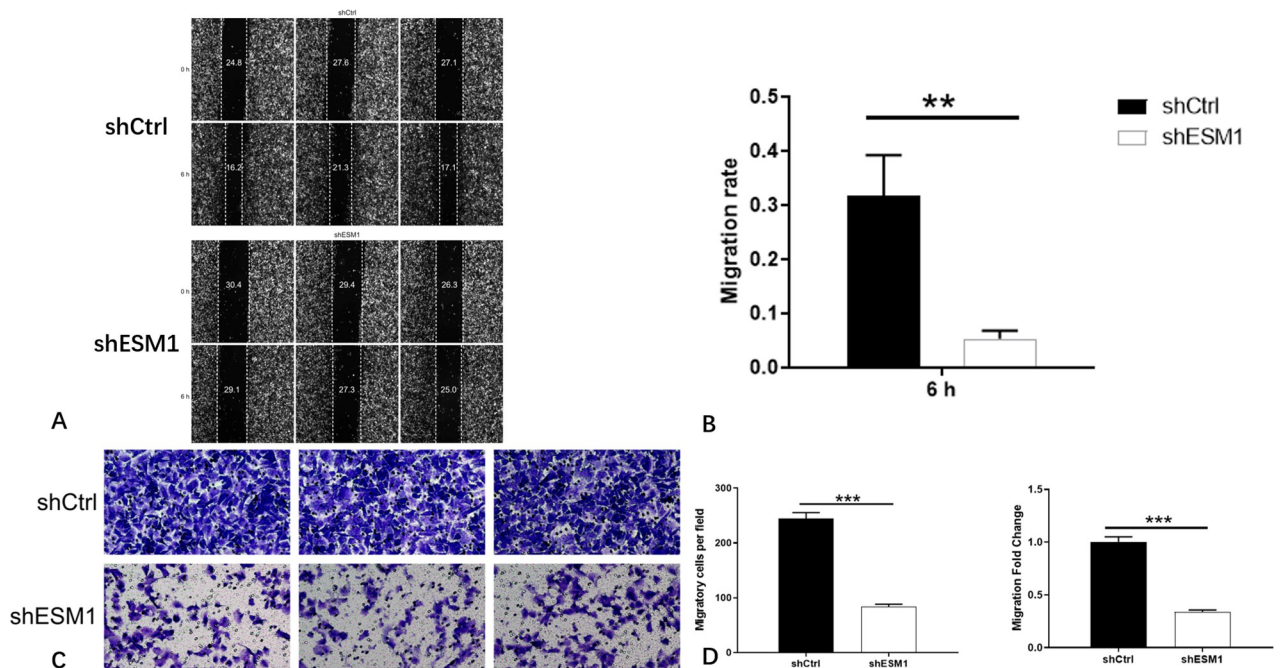 shCtrl
0 h
24.8
27.6
27.1
shCtrl
6 h
16.2
21.3
17.1
shESM1
0 h
30.4
29.4
26.3
shESM1
6 h
29.1
27.3
25.0
A
0.5
0.4
0.3
0.2
0.1
0.0
Migration rate
**
6 h
shCtrl
shESM1
B
shCtrl
shESM1
C
300
200
100
0
Migratory cells per field
***
shCtrl
shESM1
1.5
1.0
0.5
0.0
Migration Fold Change
***
shCtrl
shESM1
D